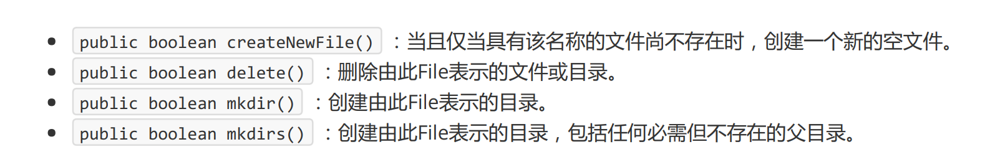 • public boolean createNewFile() ：当且仅当具有该名称的文件尚不存在时，创建一个新的空文件。
• public boolean delete() ：删除由此File表示的文件或目录。
• public boolean mkdir() ：创建由此File表示的目录。
• public boolean mkdirs() ：创建由此File表示的目录，包括任何必需但不存在的父目录。